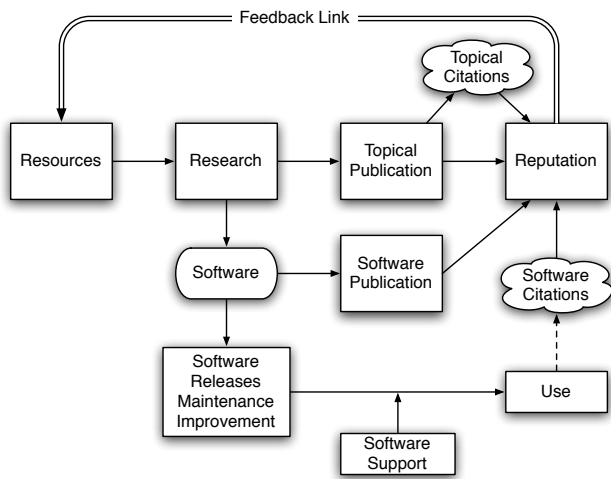 Feedback Link
Topical
Citations
Resources
Research
Topical
Publication
Reputation
Software
Software
Publication
Software
Citations
Software
Releases
Maintenance
Improvement
Use
Software
Support